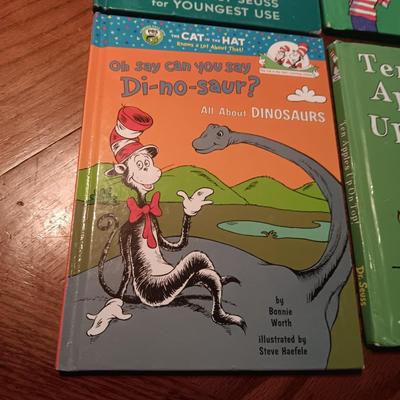 SEUSS
for YOUNGEST USE
THE CAT IN THE HAT
Knows a Lot About That!
Oh say can you say
Di-no-saur?
All About DINOSAURS
by
Bonnie
Worth
illustrated by
Steve Haefele
Ten
Ap
Up
Ten Apples Up On Top!
Dr. Seuss